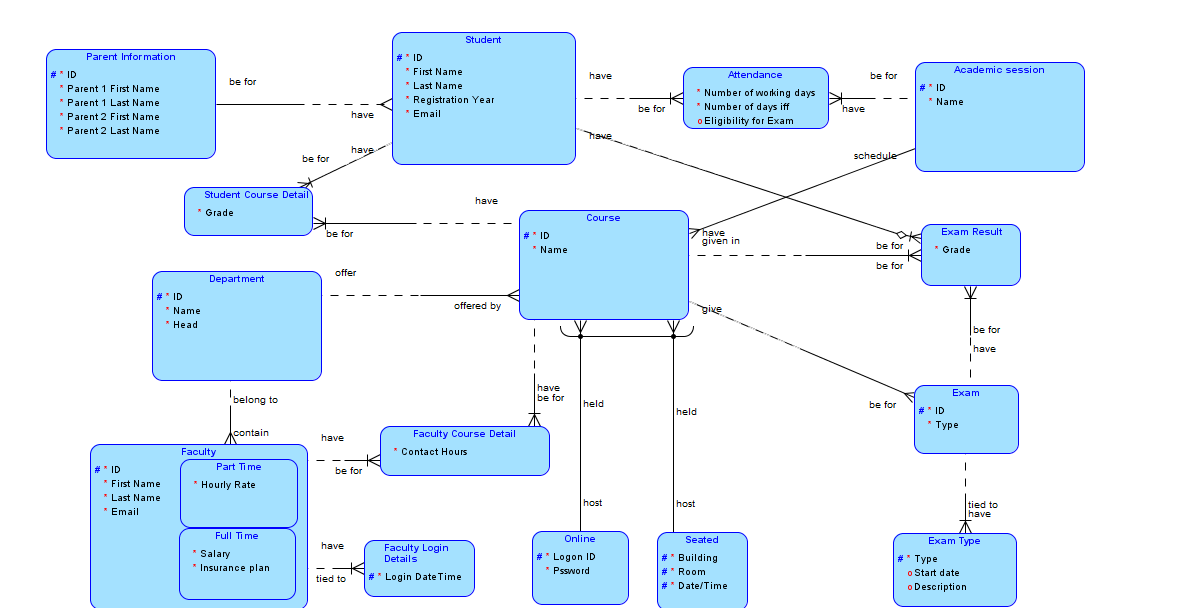 Parent Information
# * ID
* Parent 1 First Name
* Parent 1 Last Name
* Parent 2 First Name
* Parent 2 Last Name
be for
have
Student
# * ID
* First Name
* Last Name
* Registration Year
* Email
have
be for
Attendance
* Number of working days
* Number of days iff
o Eligibility for Exam
be for
have
Academic session
# * ID
* Name
have
be for
have
schedule
Student Course Detail
* Grade
have
be for
Course
# * ID
* Name
have
given in
be for
be for
Exam Result
* Grade
Department
# * ID
* Name
* Head
offer
offered by
give
be for
be for
have
Exam
# * ID
* Type
belong to
contain
have
be for
held
held
host
host
Faculty
# * ID
* First Name
* Last Name
* Email
Part Time
* Hourly Rate
Full Time
* Salary
* Insurance plan
have
be for
Faculty Course Detail
* Contact Hours
have
tied to
Faculty Login
Details
# * Login DateTime
Online
# * Logon ID
* Pssword
Seated
# * Building
# * Room
# * Date/Time
tied to
have
Exam Type
# * Type
o Start date
o Description